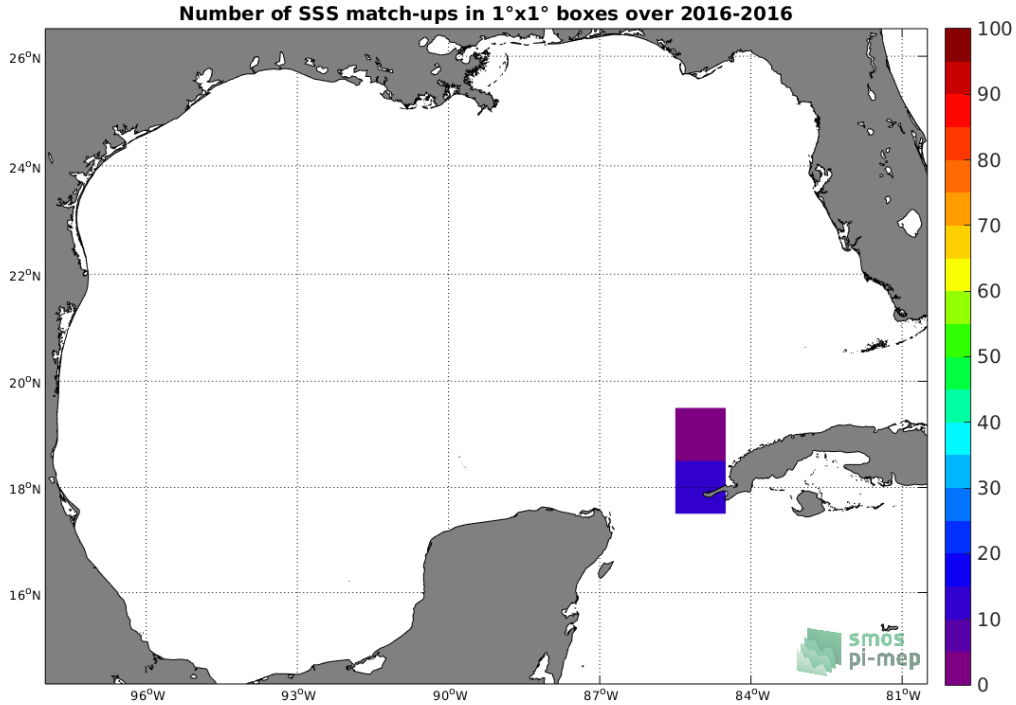 Number of SSS match-ups in 1°x1° boxes over 2016-2016
26°N
24°N
22°N
20°N
18°N
16°N
96°W
93°W
90°W
87°W
84°W
81°W
100
90
80
70
60
50
40
30
20
10
0
smos
pi-mep